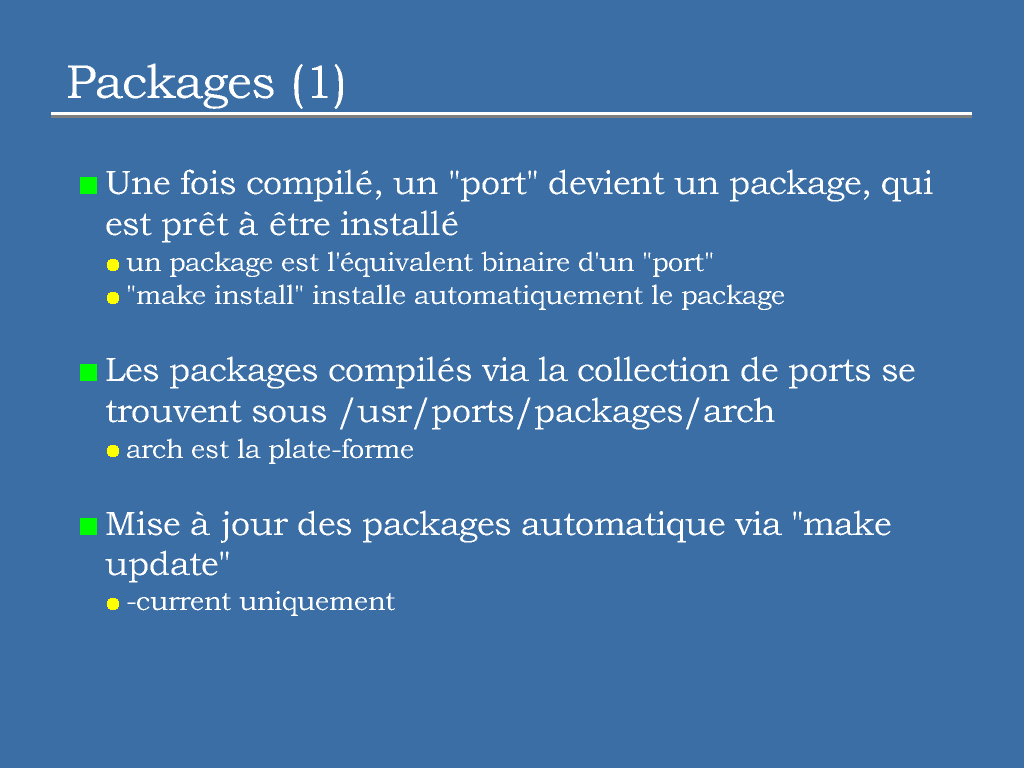 Packages (1)
Une fois compilé, un "port" devient un package, qui
est prêt à être installé
un package est l'équivalent binaire d'un "port"
"make install" installe automatiquement le package
Les packages compilés via la collection de ports se
trouvent sous /usr/ports/packages/arch
arch est la plate-forme
Mise à jour des packages automatique via "make
update"
-current uniquement